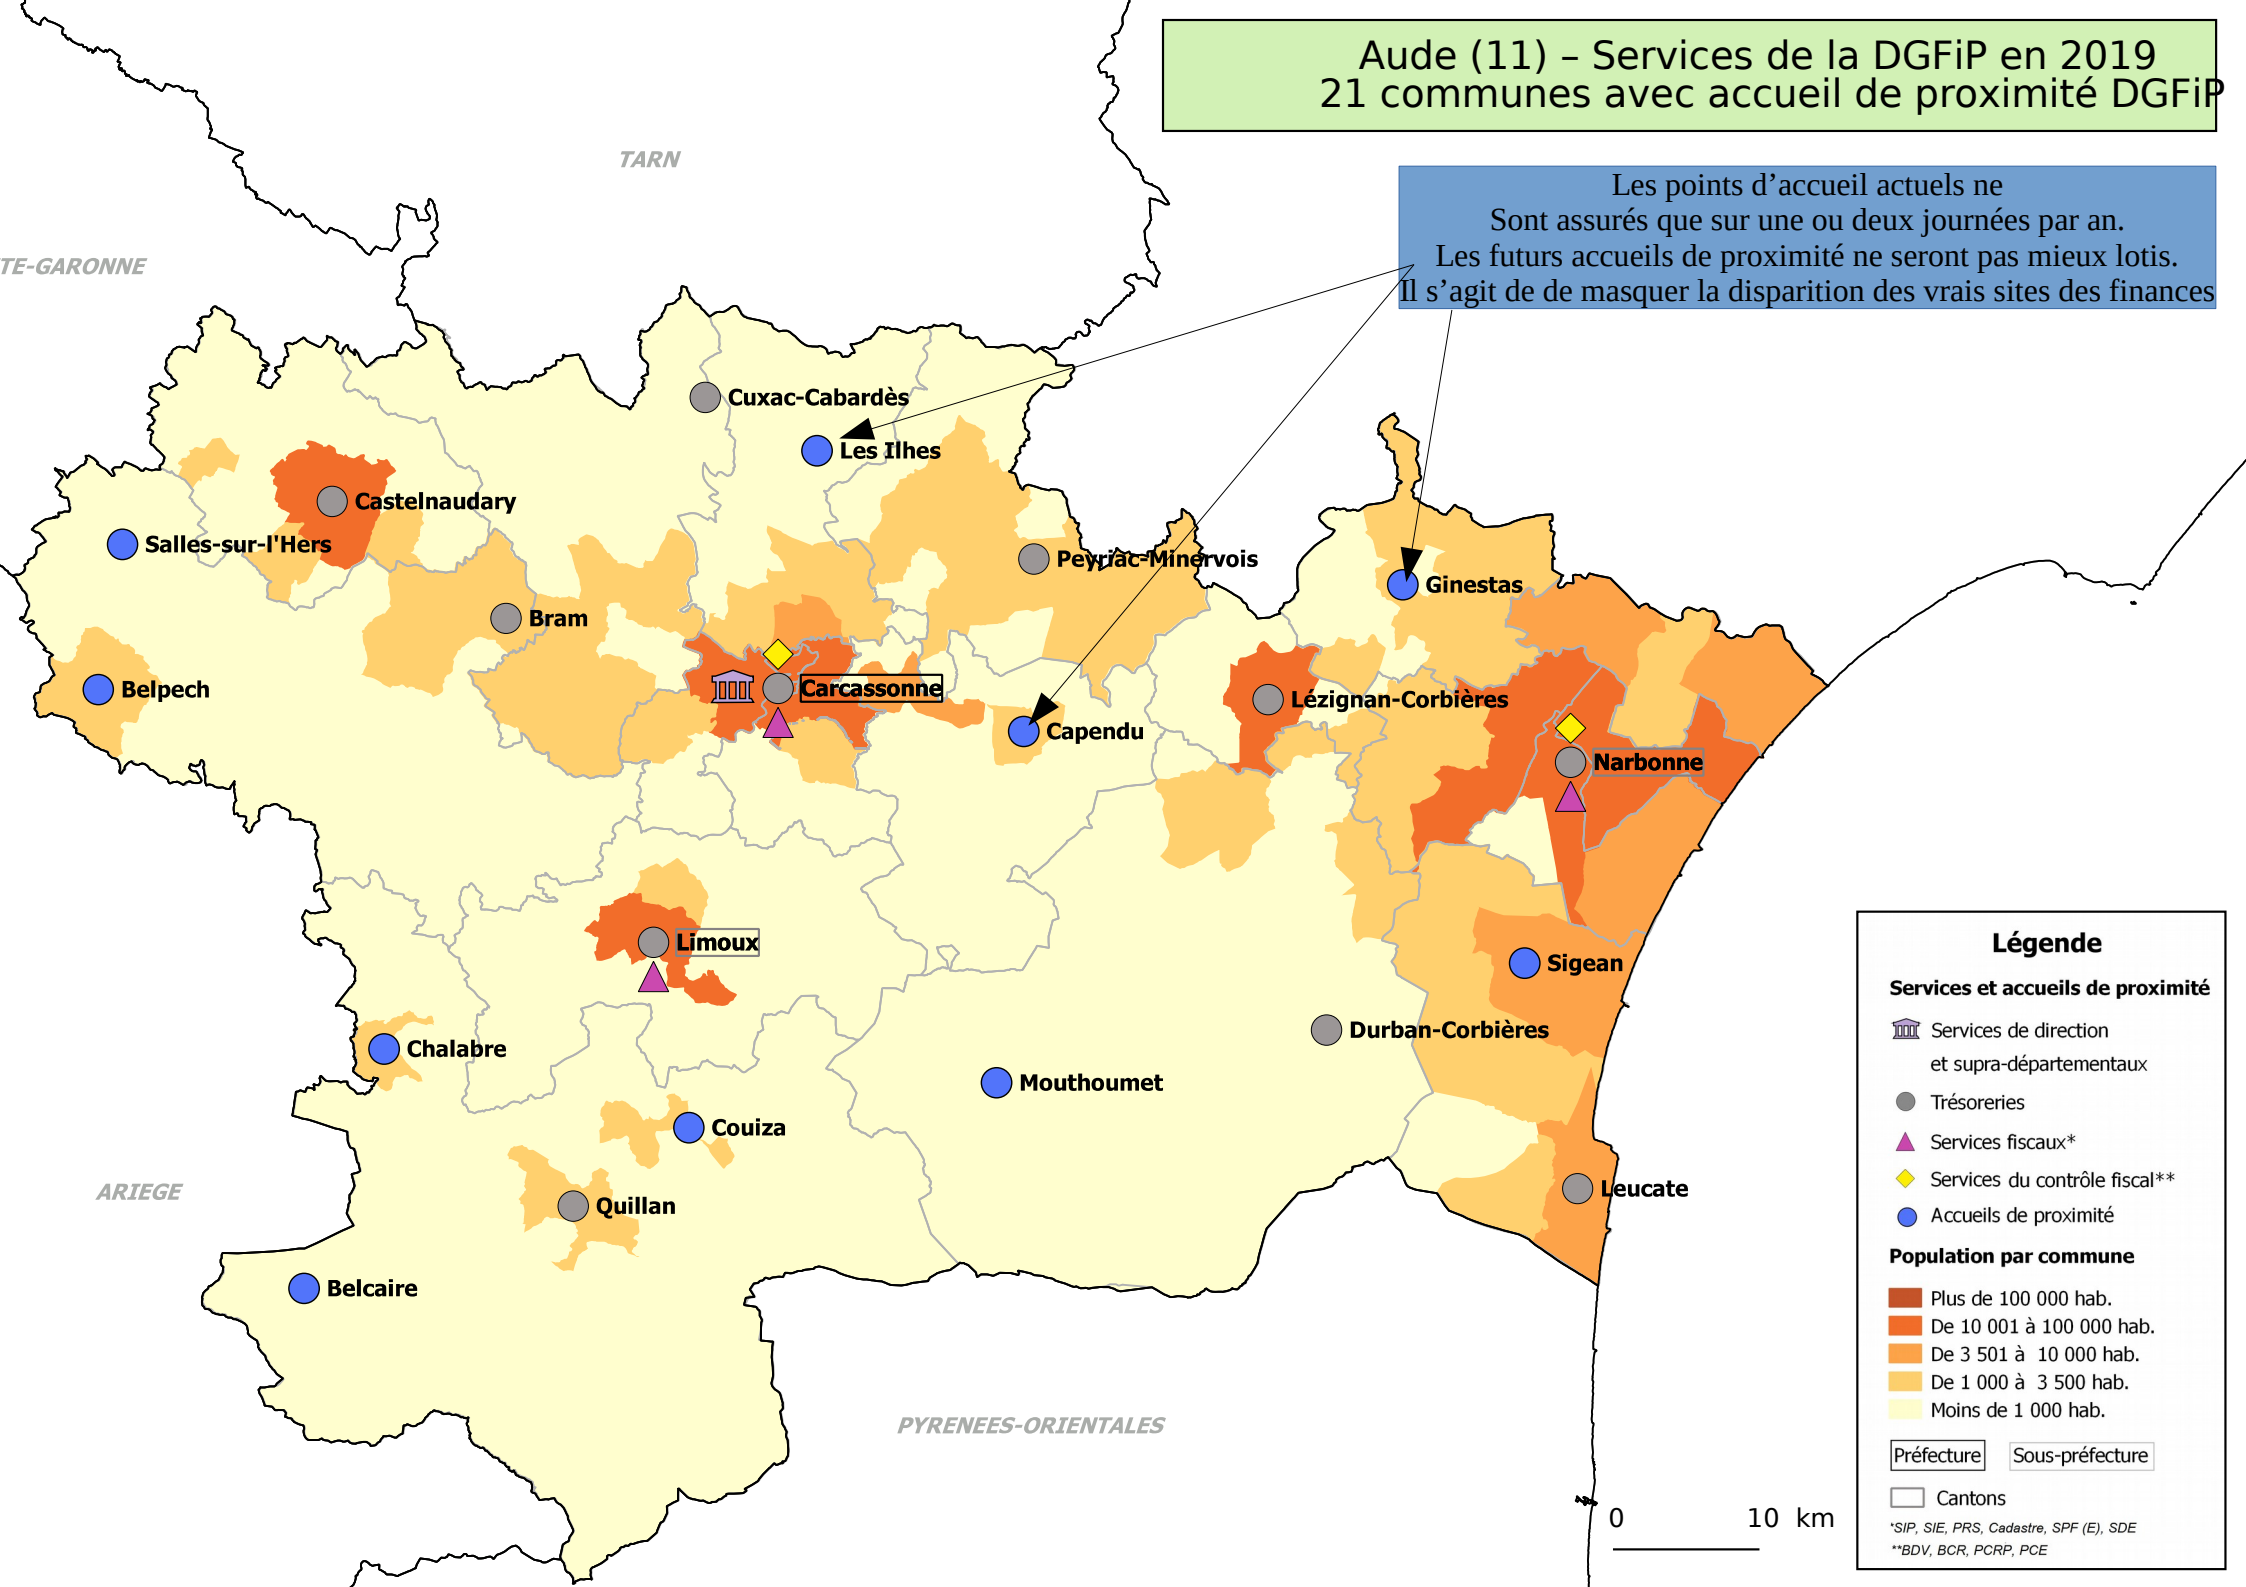 Aude (11) – Services de la DGFiP en 2019
21 communes avec accueil de proximité DGFiP
TARN
Les points d’accueil actuels ne
Sont assurés que sur une ou deux journées par an.
Les futurs accueils de proximité ne seront pas mieux lotis.
Il s’agit de de masquer la disparition des vrais sites des finances
TE-GARONNE
Cuxac-Cabardès
Les Ilhes
Castelnaudary
Salles-sur-l'Hers
Peyriac-Minervois
Ginestas
Bram
Belpech
Carcassonne
Lézignan-Corbières
Capendu
Narbonne
Limoux
Sigean
Durban-Corbières
Chalabre
Mouthoumet
Couiza
ARIEGE
Quillan
Leucate
Belcaire
PYRENEES-ORIENTALES
0 10 km
Légende
Services et accueils de proximité
Services de direction
et supra-départementaux
Trésoreries
Services fiscaux*
Services du contrôle fiscal**
Accueils de proximité
Population par commune
Plus de 100 000 hab.
De 10 001 à 100 000 hab.
De 3 501 à 10 000 hab.
De 1 000 à 3 500 hab.
Moins de 1 000 hab.
Préfecture Sous-préfecture
Cantons
*SIP, SIE, PRS, Cadastre, SPF (E), SDE
**BDV, BCR, PCRP, PCE